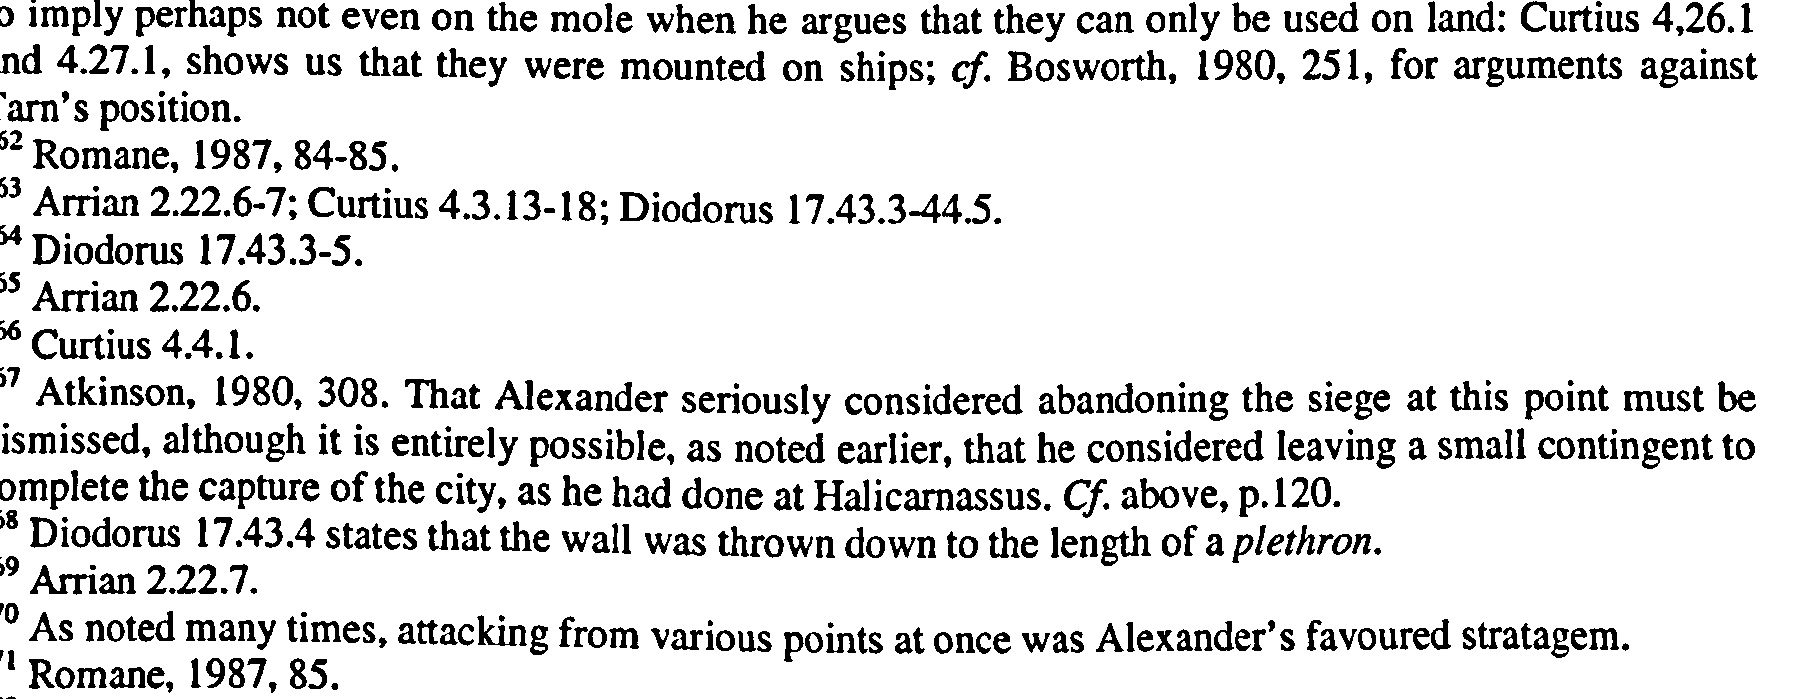 o imply perhaps not even on the mole when he argues that they can only be used on land: Curtius 4,26.1
nd 4.27.1, shows us that they were mounted on ships; cf. Bosworth, 1980, 251, for arguments against
arn's position.
62 Romane, 1987, 84-85.
63 Arrian 2.22.6-7; Curtius 4.3.13-18; Diodorus 17.43.3-44.5.
64 Diodorus 17.43.3-5.
65 Arrian 2.22.6.
66 Curtius 4.4.1.
67 Atkinson, 1980, 308. That Alexander seriously considered abandoning the siege at this point must be
ismissed, although it is entirely possible, as noted earlier, that he considered leaving a small contingent to
omplete the capture of the city, as he had done at Halicarnassus. Cf. above, p.120.
68 Diodorus 17.43.4 states that the wall was thrown down to the length of a plethron.
69 Arrian 2.22.7.
70 As noted many times, attacking from various points at once was Alexander's favoured stratagem.
71 Romane, 1987, 85.